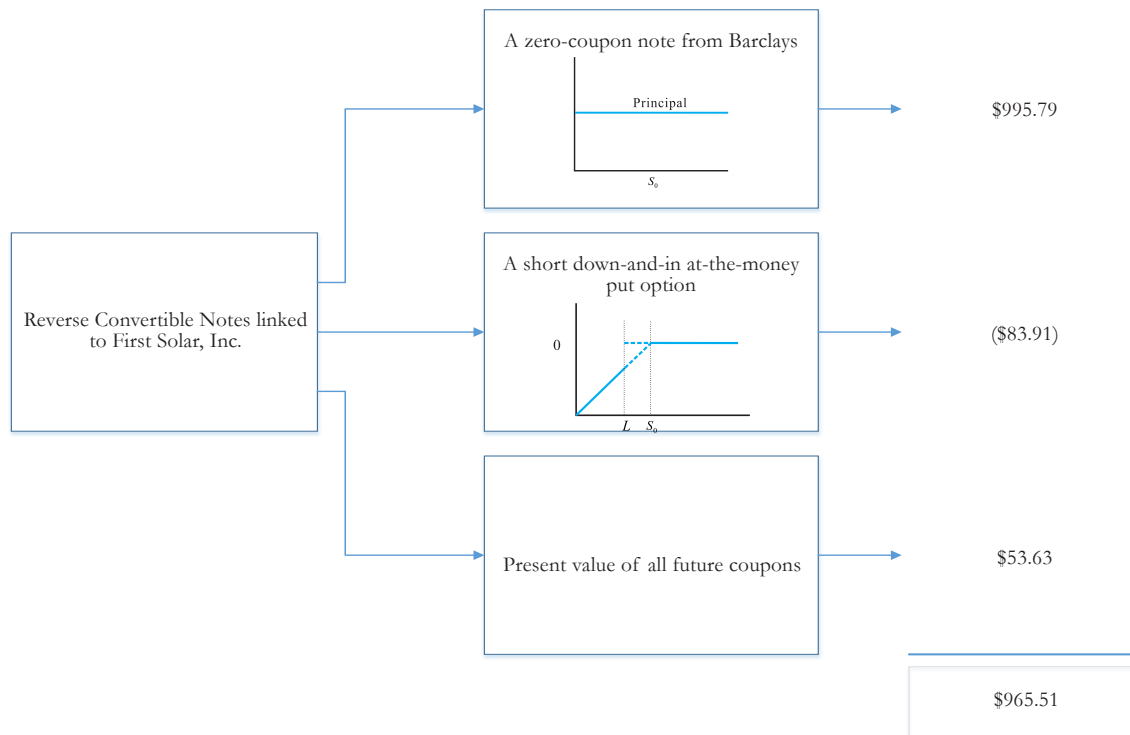 A zero-coupon note from Barclays
Principal
S₀
$995.79
Reverse Convertible Notes linked
to First Solar, Inc.
A short down-and-in at-the-money
put option
0
L
S₀
($83.91)
Present value of all future coupons
$53.63
$965.51